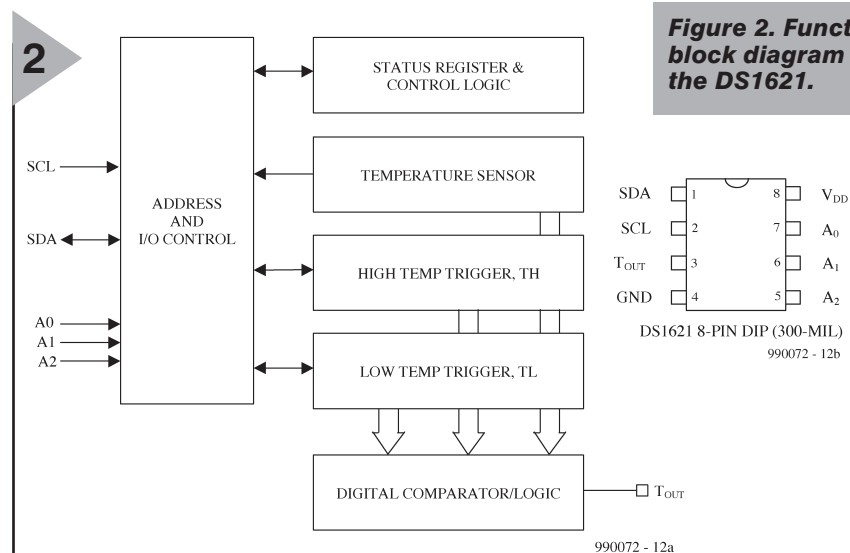 2
Figure 2. Funct
block diagram
the DS1621.
STATUS REGISTER &
CONTROL LOGIC
SCL
TEMPERATURE SENSOR
ADDRESS
AND
I/O CONTROL
SDA
HIGH TEMP TRIGGER, TH
A0
A1
A2
LOW TEMP TRIGGER, TL
DIGITAL COMPARATOR/LOGIC
TOUT
990072 - 12a
SDA 1 8 VDD
SCL 2 7 A0
TOUT 3 6 A1
GND 4 5 A2
DS1621 8-PIN DIP (300-MIL)
990072 - 12b